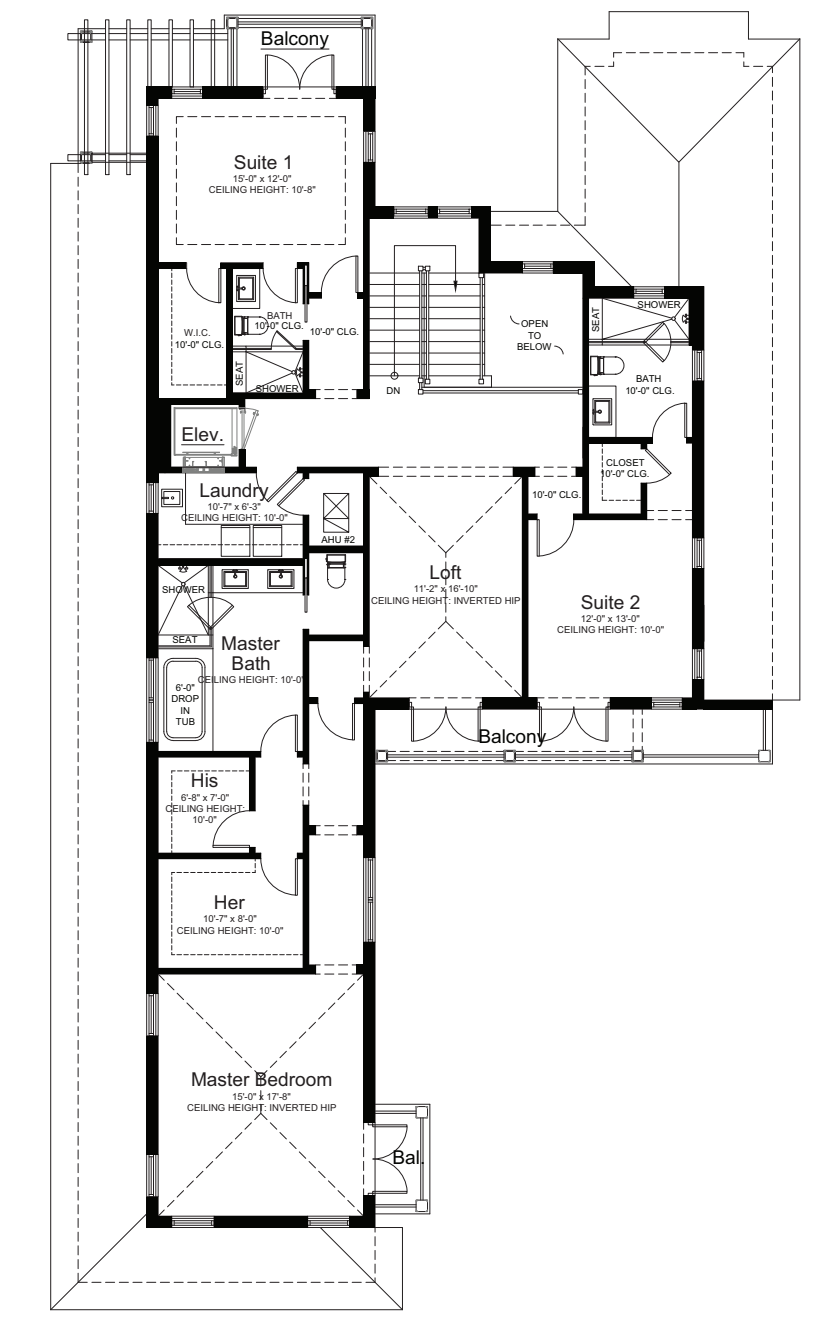 Balcony
Suite 1
15'-0" x 12'-0"
CEILING HEIGHT: 10'-8"
W.I.C.
10'-0" CLG.
BATH
10'-0" CLG.
SEAT
SHOWER
10'-0" CLG.
DN
OPEN
TO
BELOW
SEAT
SHOWER
BATH
10'-0" CLG.
CLOSET
10'-0" CLG.
Elev.
Laundry
10'-7" x 6'-3"
CEILING HEIGHT: 10'-0"
AHU #2
10'-0" CLG.
Loft
11'-2" x 16'-10"
CEILING HEIGHT: INVERTED HIP
Suite 2
12'-0" x 13'-0"
CEILING HEIGHT: 10'-0"
SHOWER
SEAT
Master
Bath
CEILING HEIGHT: 10'-0"
6'-0"
DROP
IN
TUB
Balcony
His
6'-8" x 7'-0"
CEILING HEIGHT:
10'-0"
Her
10'-7" x 8'-0"
CEILING HEIGHT: 10'-0"
Master Bedroom
15'-0" x 17'-8"
CEILING HEIGHT: INVERTED HIP
Bal.